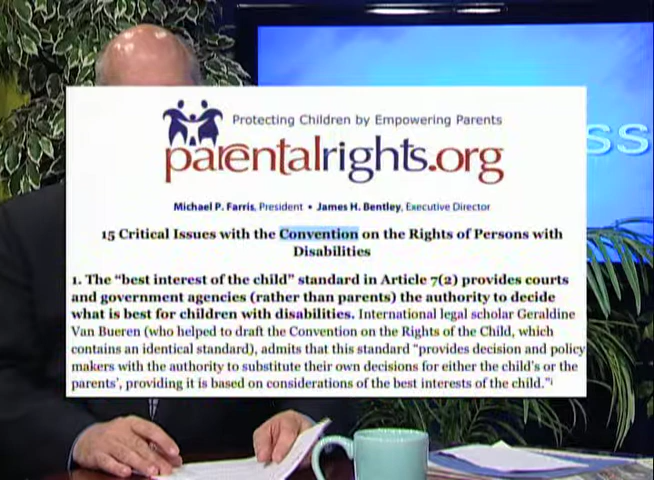 ss
Protecting Children by Empowering Parents
parentalrights.org
Michael P. Farris, President • James H. Bentley, Executive Director
15 Critical Issues with the Convention on the Rights of Persons with
Disabilities
1. The “best interest of the child” standard in Article 7(2) provides courts
and government agencies (rather than parents) the authority to decide
what is best for children with disabilities. International legal scholar Geraldine
Van Bueren (who helped to draft the Convention on the Rights of the Child, which
contains an identical standard), admits that this standard “provides decision and policy
makers with the authority to substitute their own decisions for either the child's or the
parents’, providing it is based on considerations of the best interests of the child.”i